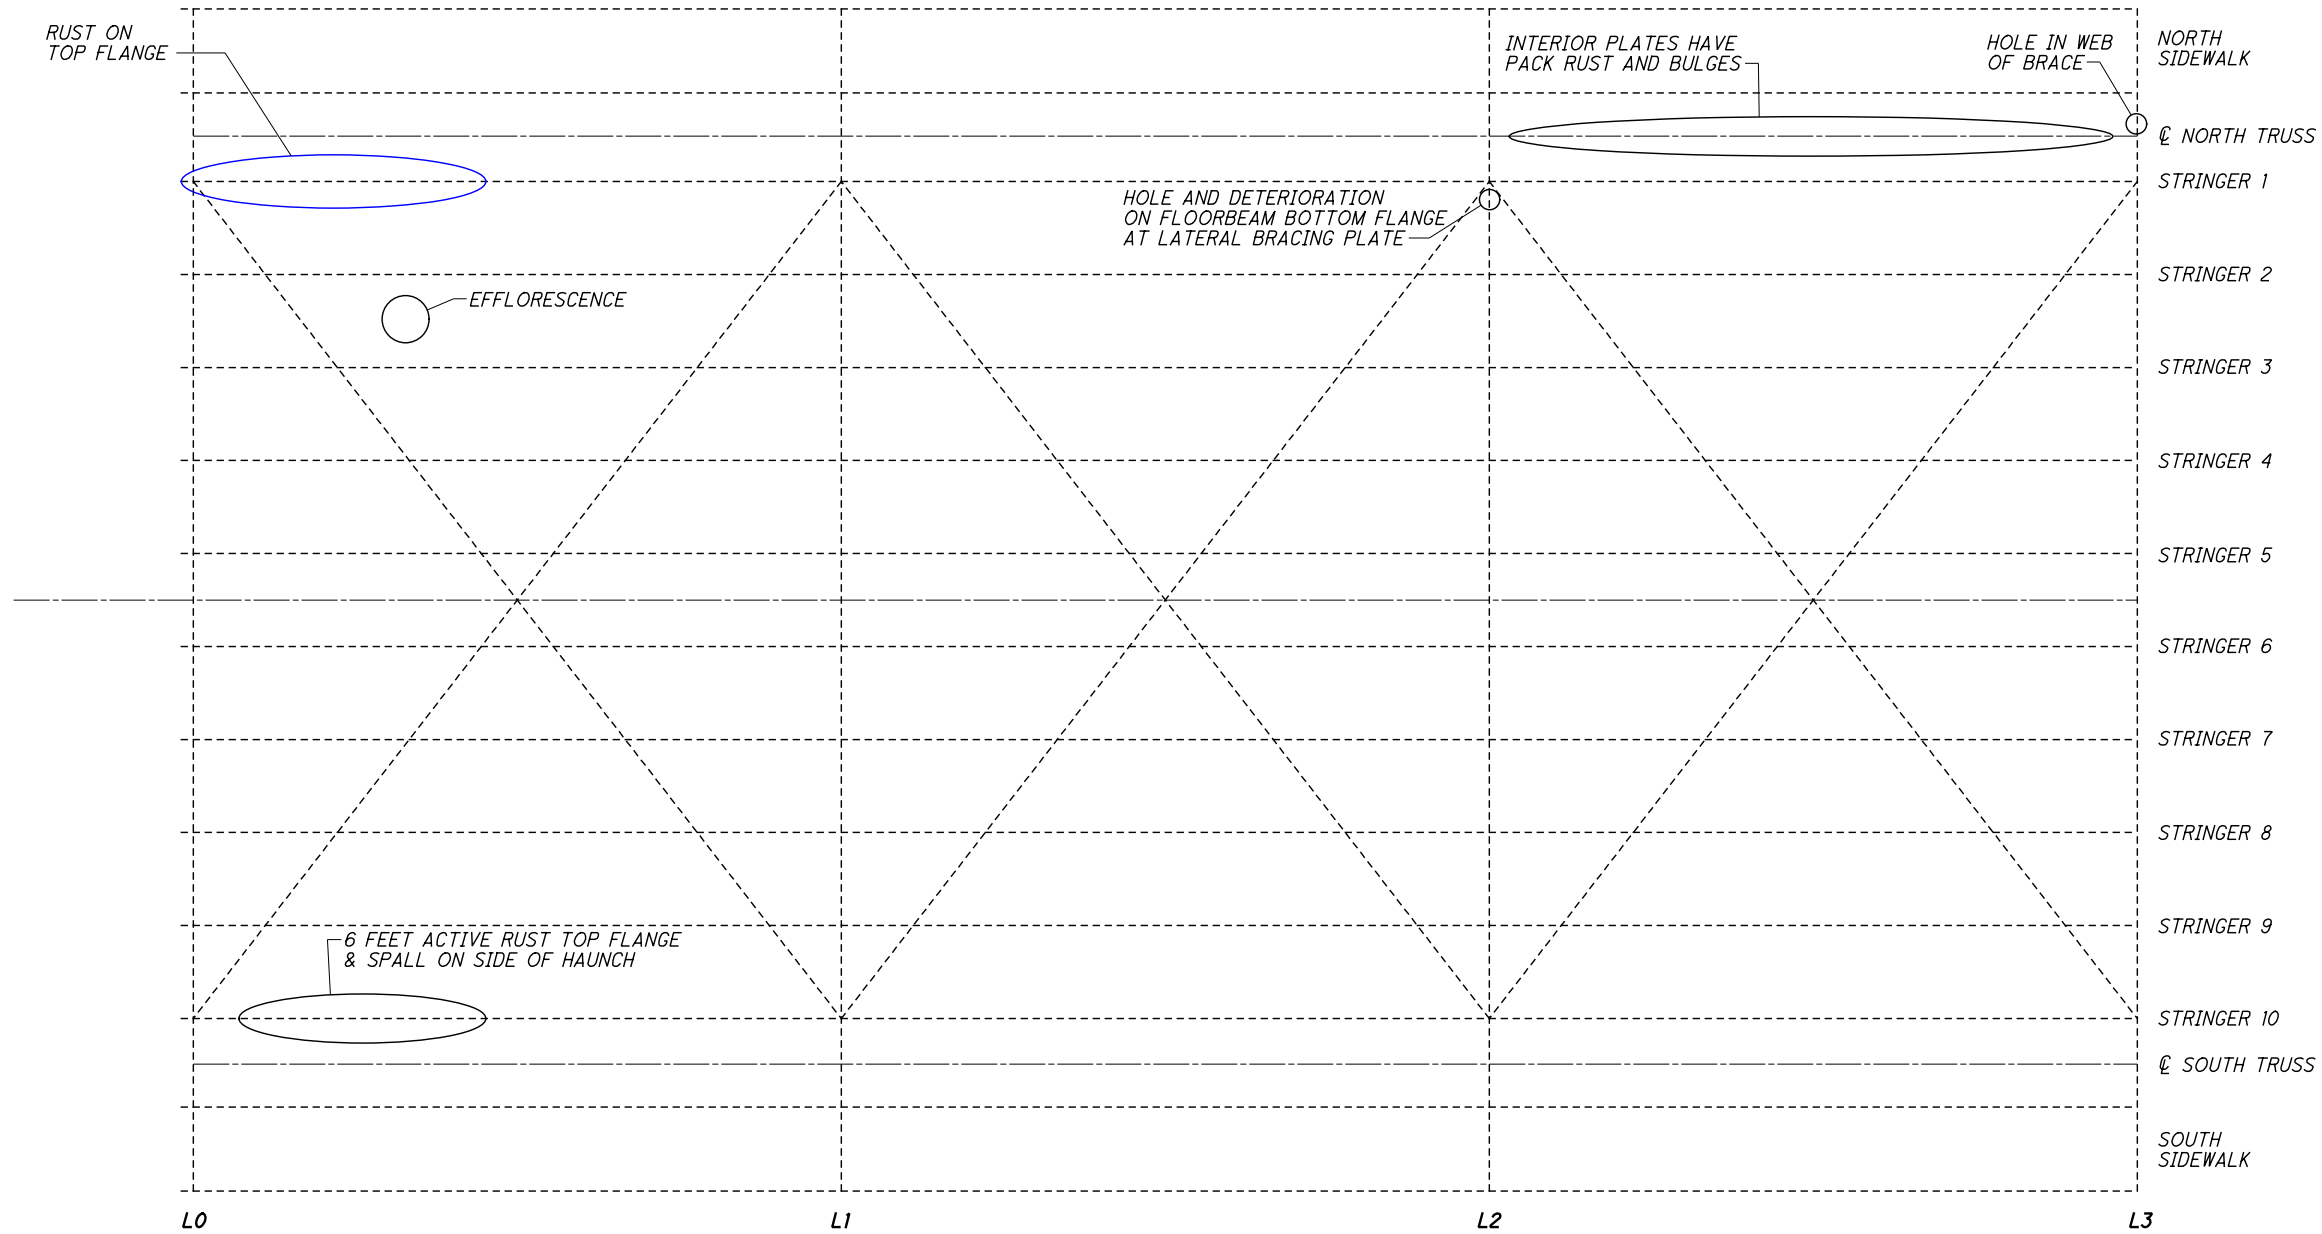 RUST ON
TOP FLANGE
INTERIOR PLATES HAVE
PACK RUST AND BULGES
HOLE IN WEB
OF BRACE
NORTH
SIDEWALK
℄ NORTH TRUSS
STRINGER 1
HOLE AND DETERIORATION
ON FLOORBEAM BOTTOM FLANGE
AT LATERAL BRACING PLATE
STRINGER 2
EFFLORESCENCE
STRINGER 3
STRINGER 4
STRINGER 5
STRINGER 6
STRINGER 7
STRINGER 8
STRINGER 9
6 FEET ACTIVE RUST TOP FLANGE
& SPALL ON SIDE OF HAUNCH
STRINGER 10
℄ SOUTH TRUSS
SOUTH
SIDEWALK
L0 L1 L2 L3